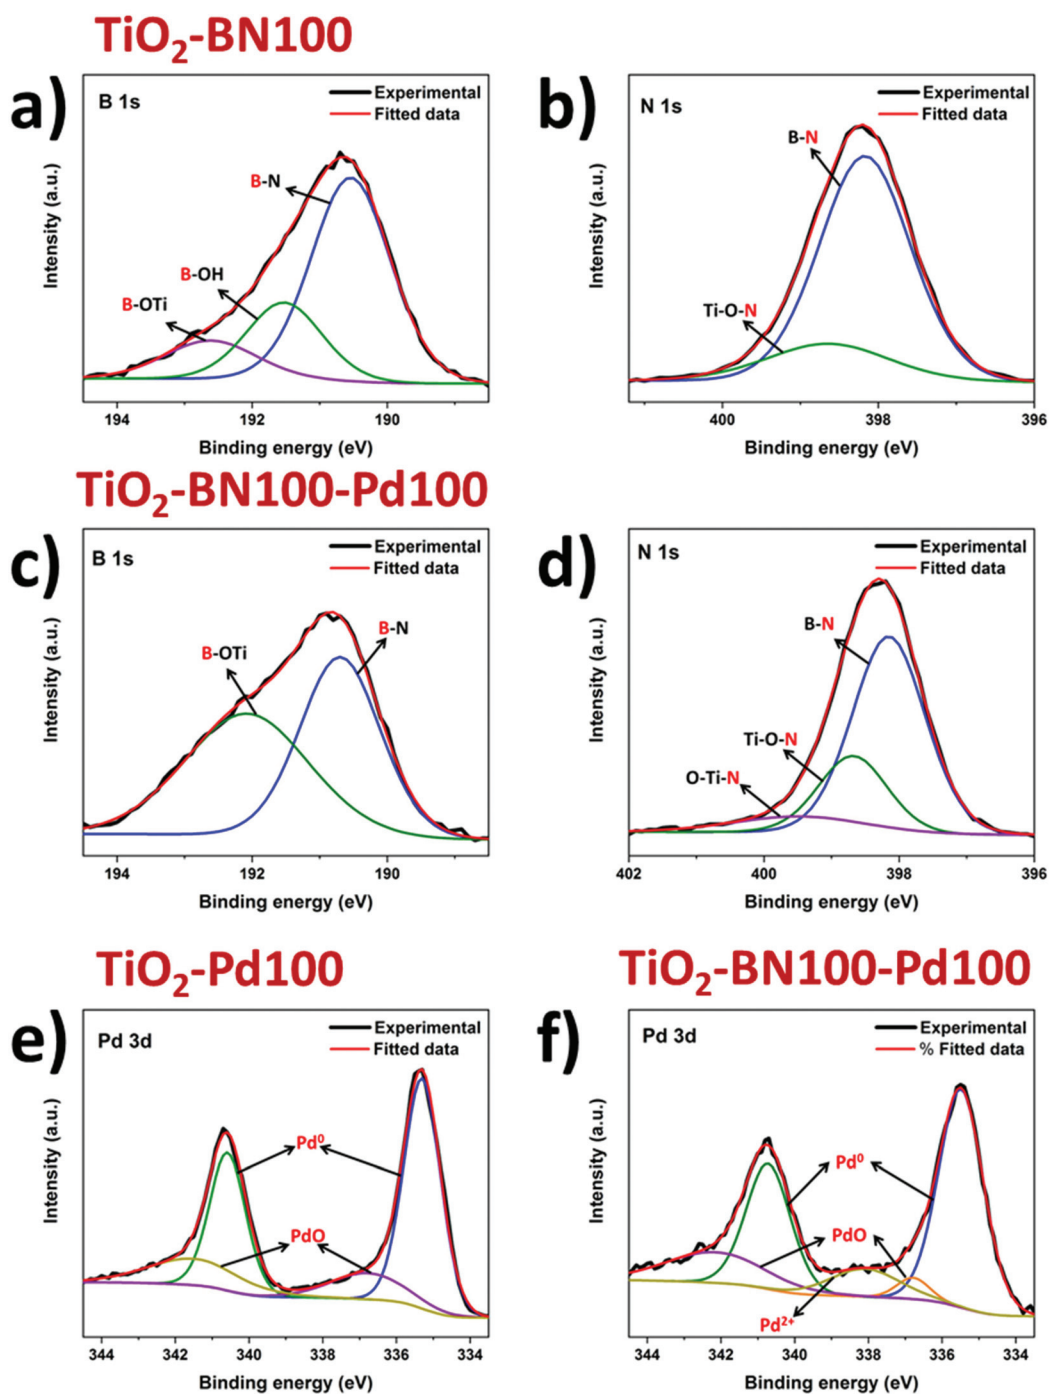 TiO₂-BN100
a)
B 1s
Experimental
Fitted data
B-N
B-OH
B-OTi
Intensity (a.u.)
194 192 190
Binding energy (eV)
b)
N 1s
Experimental
Fitted data
B-N
Ti-O-N
Intensity (a.u.)
400 398 396
Binding energy (eV)
TiO₂-BN100-Pd100
c)
B 1s
Experimental
Fitted data
B-N
B-OTi
Intensity (a.u.)
194 192 190
Binding energy (eV)
d)
N 1s
Experimental
Fitted data
B-N
Ti-O-N
O-Ti-N
Intensity (a.u.)
402 400 398 396
Binding energy (eV)
TiO₂-Pd100
e)
Pd 3d
Experimental
Fitted data
Pd⁰
PdO
Intensity (a.u.)
344 342 340 338 336 334
Binding energy (eV)
TiO₂-BN100-Pd100
f)
Pd 3d
Experimental
% Fitted data
Pd⁰
PdO
Pd²⁺
Intensity (a.u.)
344 342 340 338 336 334
Binding energy (eV)